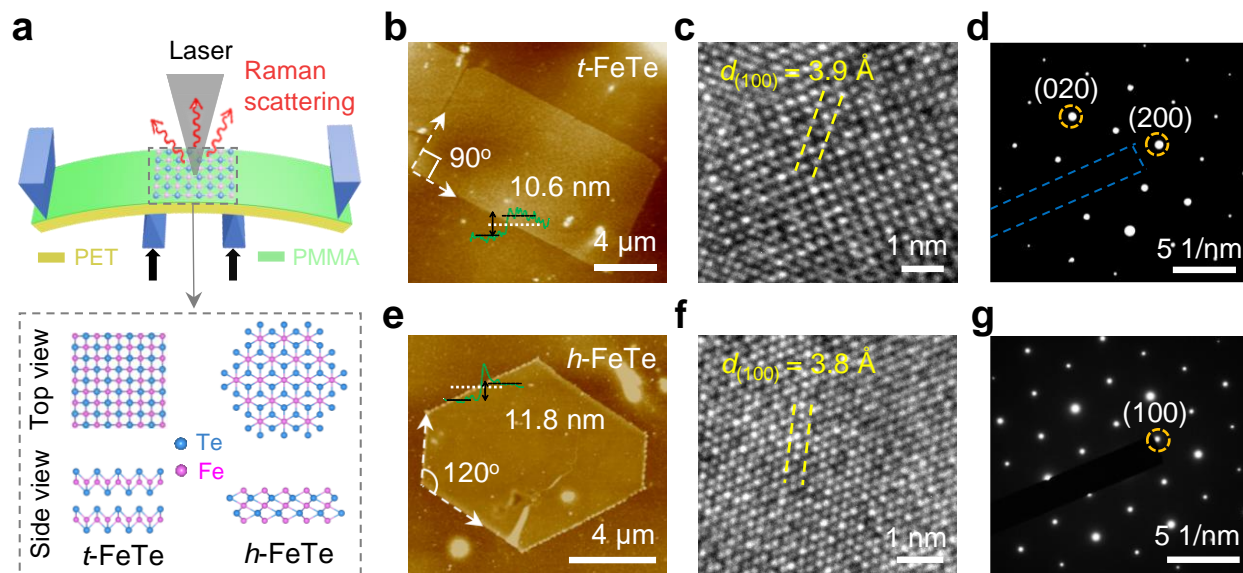 a
Laser
Raman
scattering
PET
PMMA
Top view
Te
Fe
Side view
t-FeTe
h-FeTe
b
t-FeTe
90°
10.6 nm
4 μm
c
d(100) = 3.9 Å
1 nm
d
(020)
(200)
5 1/nm
e
h-FeTe
11.8 nm
120°
4 μm
f
d(100) = 3.8 Å
1 nm
g
(100)
5 1/nm